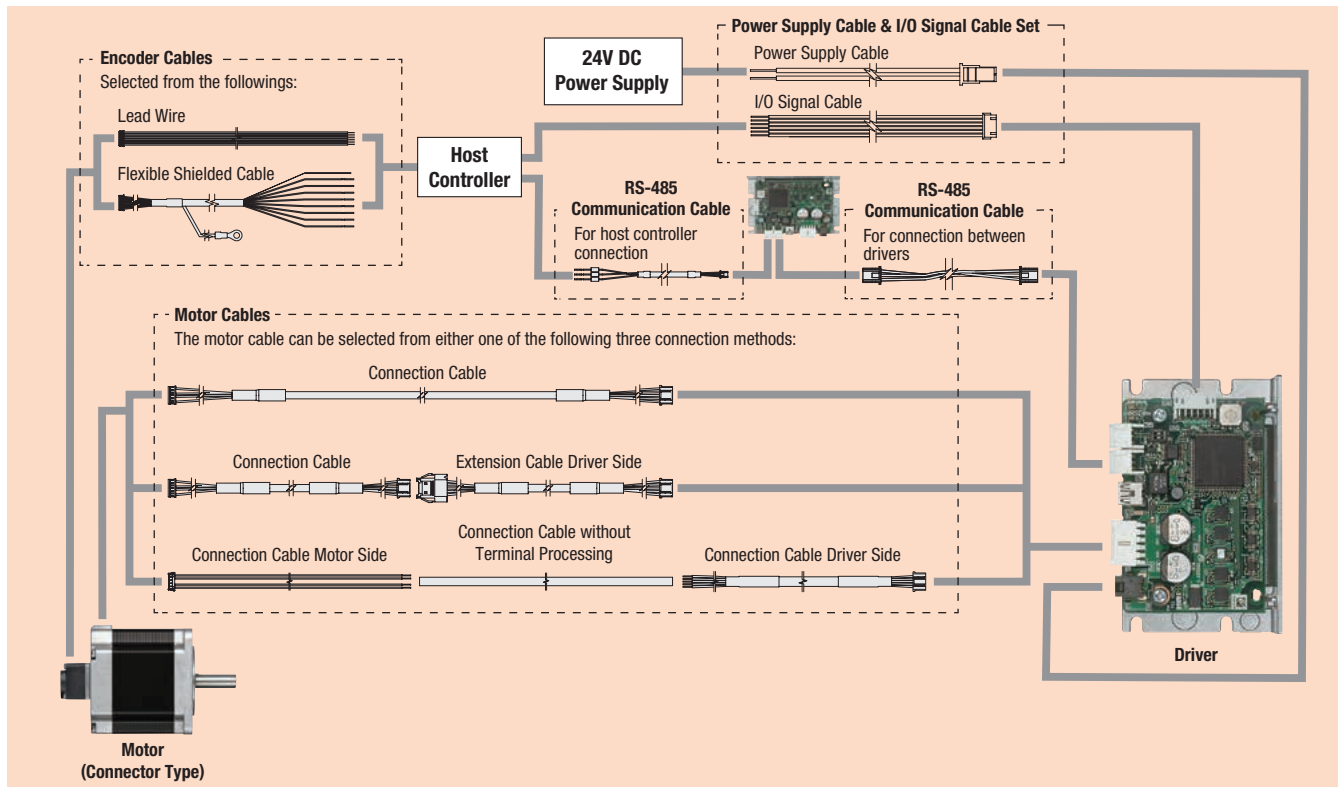 Encoder Cables
Selected from the followings:
Lead Wire
Flexible Shielded Cable
Host
Controller
24V DC
Power Supply
Power Supply Cable & I/O Signal Cable Set
Power Supply Cable
I/O Signal Cable
RS-485
Communication Cable
For host controller
connection
RS-485
Communication Cable
For connection between
drivers
Motor Cables
The motor cable can be selected from either one of the following three connection methods:
Connection Cable
Connection Cable
Extension Cable Driver Side
Connection Cable Motor Side
Connection Cable without
Terminal Processing
Connection Cable Driver Side
Driver
Motor
(Connector Type)